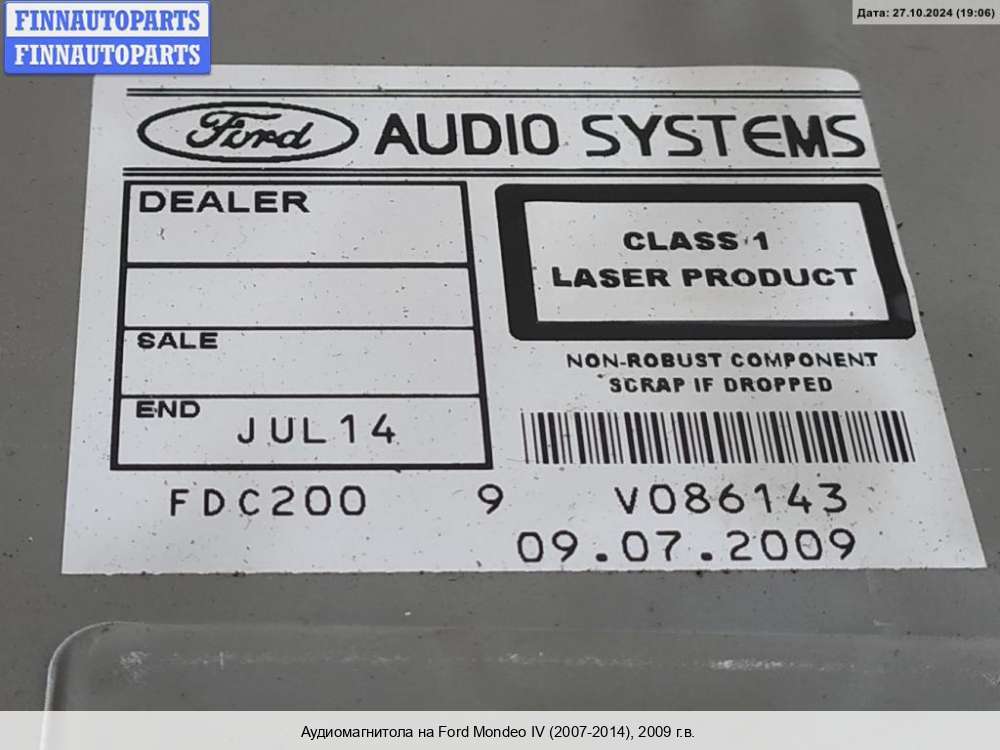 FINNAUTOPARTS
FINNAUTOPARTS
Дата: 27.10.2024 (19:06)
Ford AUDIO SYSTEMS
DEALER
SALE
END JUL14
CLASS 1
LASER PRODUCT
NON-ROBUST COMPONENT
SCRAP IF DROPPED
FDC200 9 V086143
09.07.2009
Аудиомагнитола на Ford Mondeo IV (2007-2014), 2009 г.в.